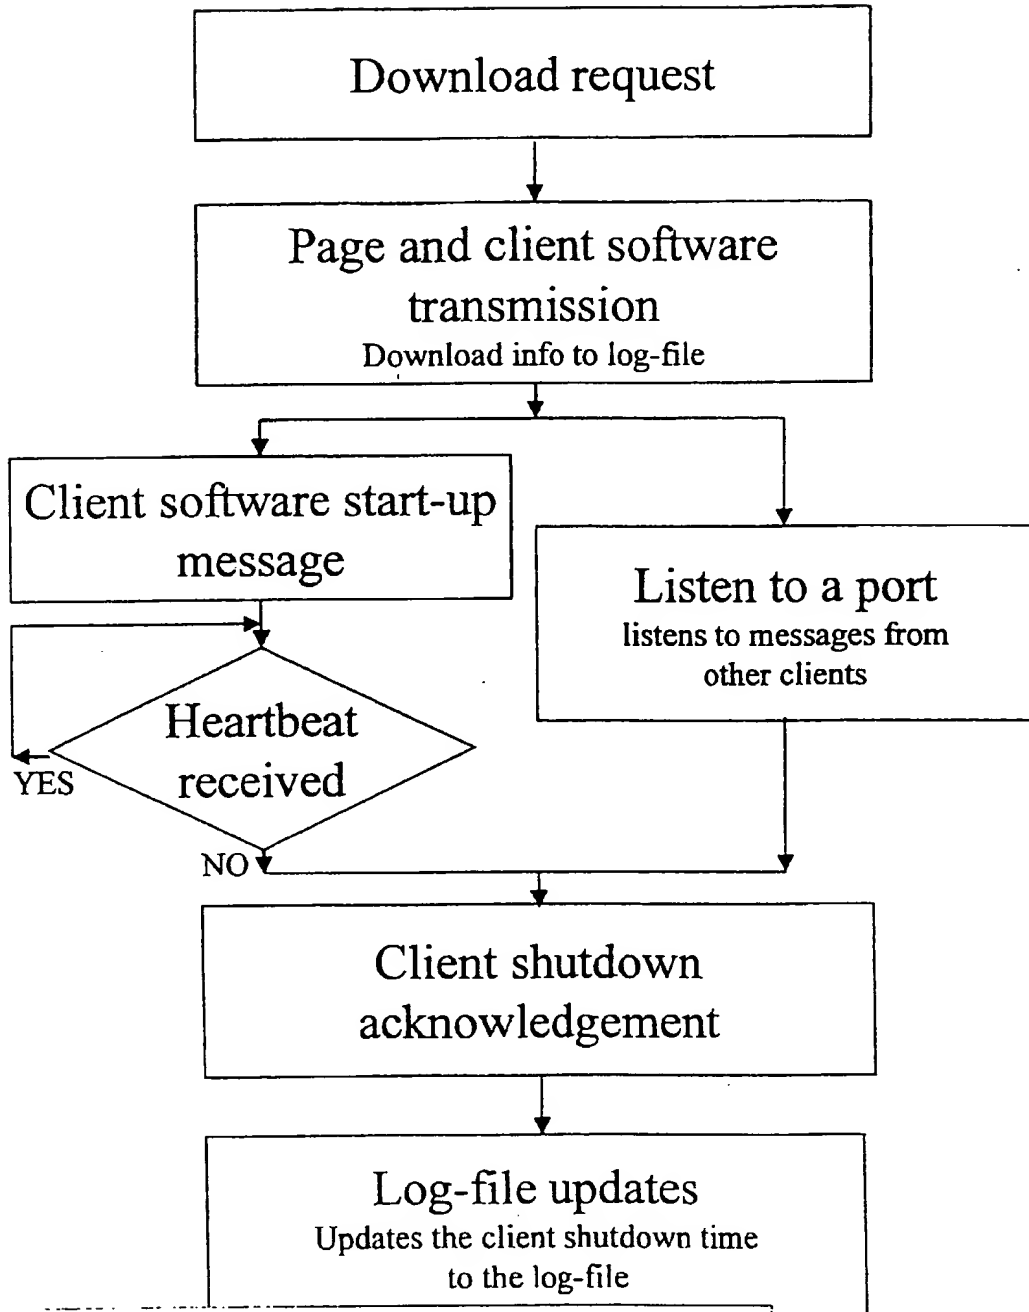 Download request
Page and client software
transmission
Download info to log-file
Client software start-up
message
Listen to a port
listens to messages from
other clients
Heartbeat
received
YES
NO
Client shutdown
acknowledgement
Log-file updates
Updates the client shutdown time
to the log-file